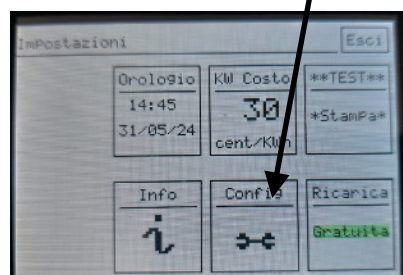 Impostazioni
Esci
Orologio
14:45
31/05/24
KW Costo
30
cent/KWh
**TEST**
*Stampa*
Info
i
Config
Ricarica
Gratuita